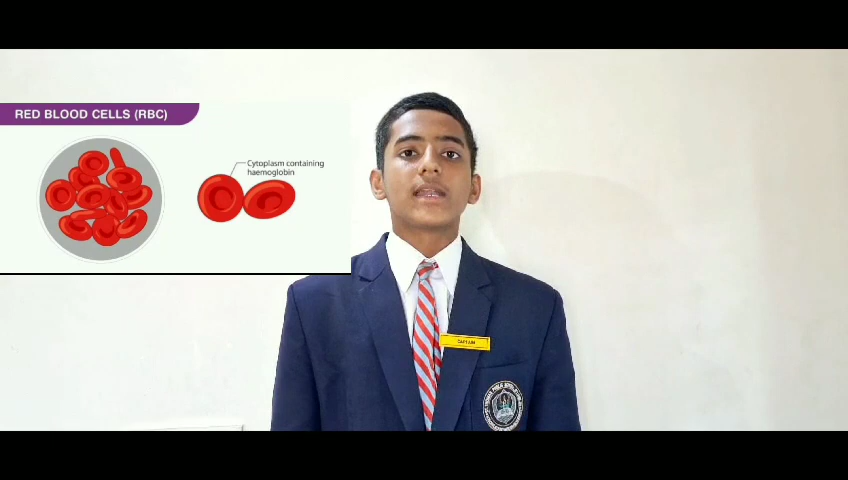 RED BLOOD CELLS (RBC)
Cytoplasm containing
haemoglobin
CAPTAIN